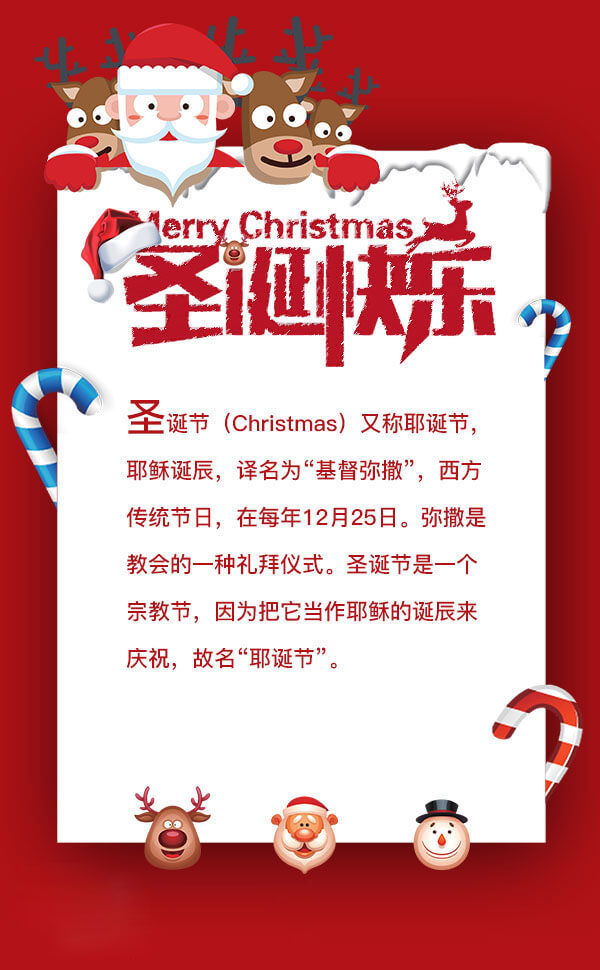 Merry Christmas
圣诞快乐
圣诞节（Christmas）又称耶诞节，
耶稣诞辰，译名为“基督弥撒”，西方
传统节日，在每年12月25日。弥撒是
教会的一种礼拜仪式。圣诞节是一个
宗教节，因为把它当作耶稣的诞辰来
庆祝，故名“耶诞节”。